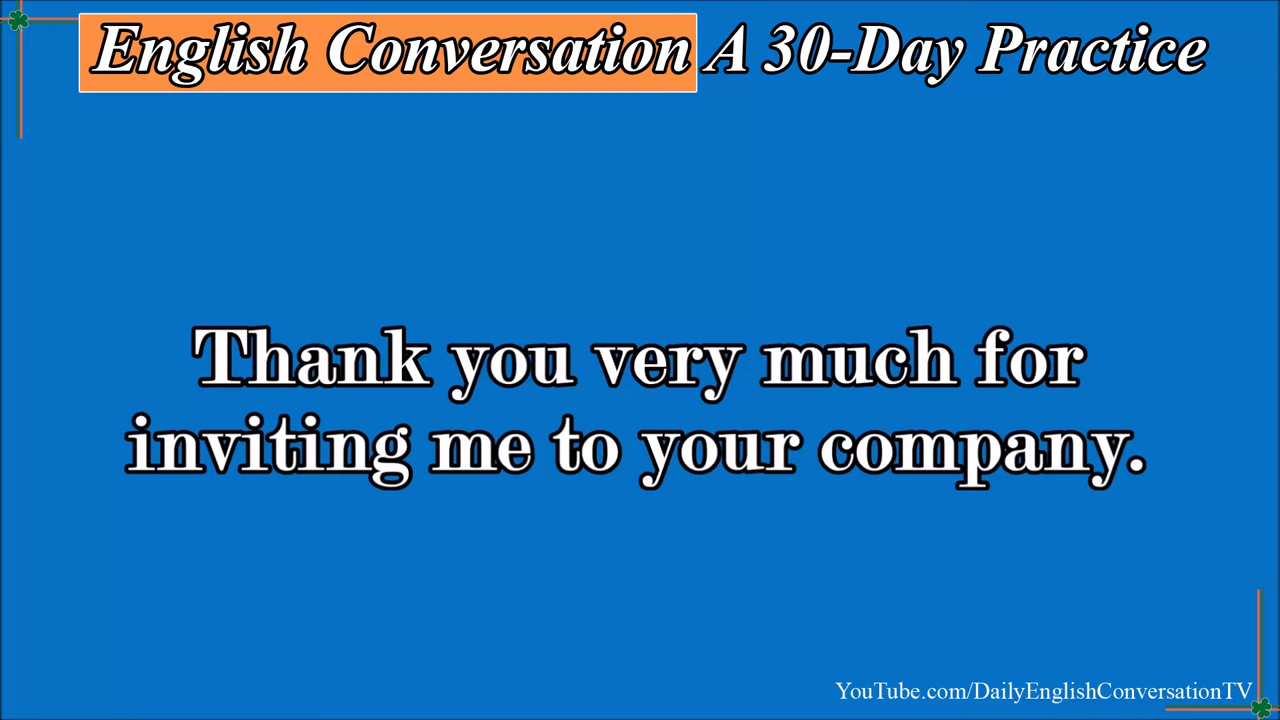 English Conversation A 30-Day Practice
Thank you very much for
inviting me to your company.
YouTube.com/DailyEnglishConversationTV